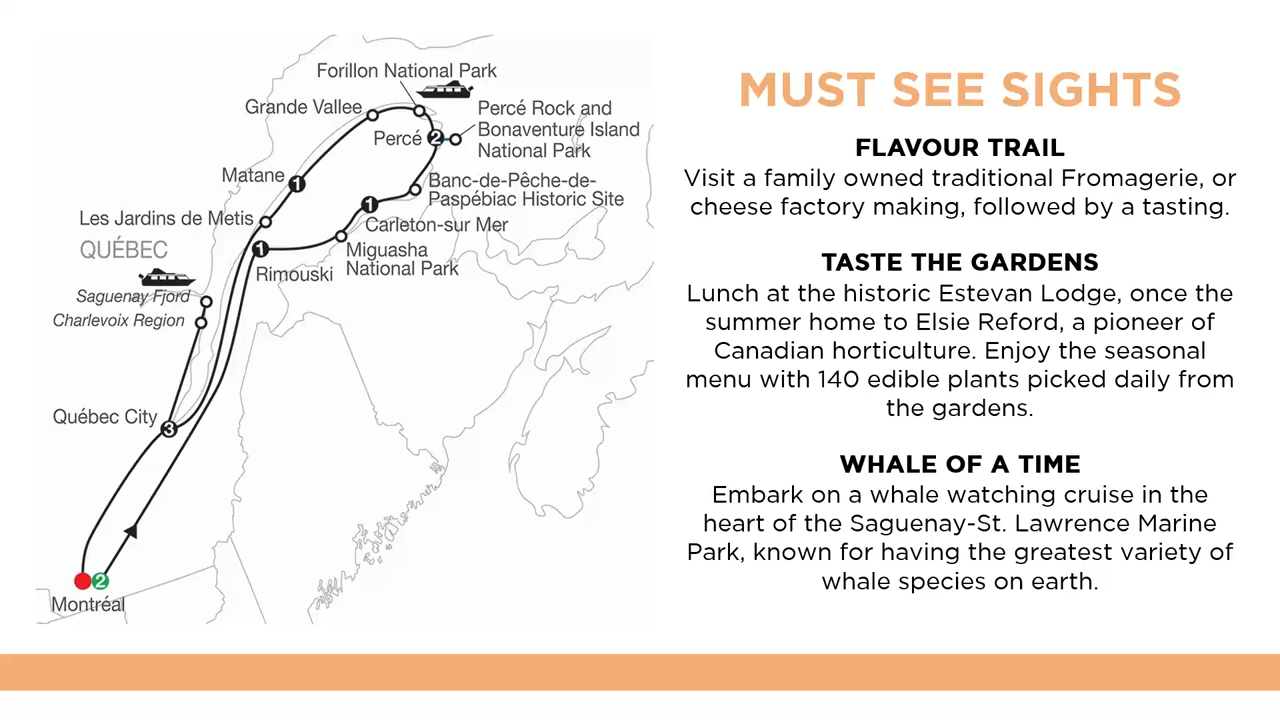 Forillon National Park
Grande Vallee
Percé Rock and
Bonaventure Island
National Park
Percé
2
Matane
1
Banc-de-Pêche-de-
Paspébiac Historic Site
1
Carleton-sur Mer
Les Jardins de Metis
QUÉBEC
1
Rimouski
Miguasha
National Park
Saguenay Fjord
Charlevoix Region
Québec City
3
2
Montréal
MUST SEE SIGHTS
FLAVOUR TRAIL
Visit a family owned traditional Fromagerie, or
cheese factory making, followed by a tasting.
TASTE THE GARDENS
Lunch at the historic Estevan Lodge, once the
summer home to Elsie Reford, a pioneer of
Canadian horticulture. Enjoy the seasonal
menu with 140 edible plants picked daily from
the gardens.
WHALE OF A TIME
Embark on a whale watching cruise in the
heart of the Saguenay-St. Lawrence Marine
Park, known for having the greatest variety of
whale species on earth.